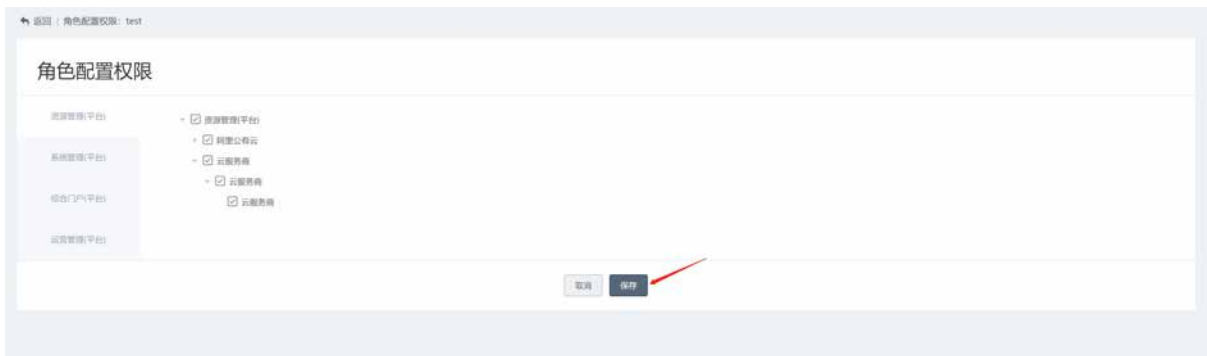 返回 / 角色配置权限：test
角色配置权限
资源管理(平台)
系统管理(平台)
综合门户(平台)
运营管理(平台)
资源管理(平台)
阿里公有云
云服务商
云服务商
云服务商
取消
保存